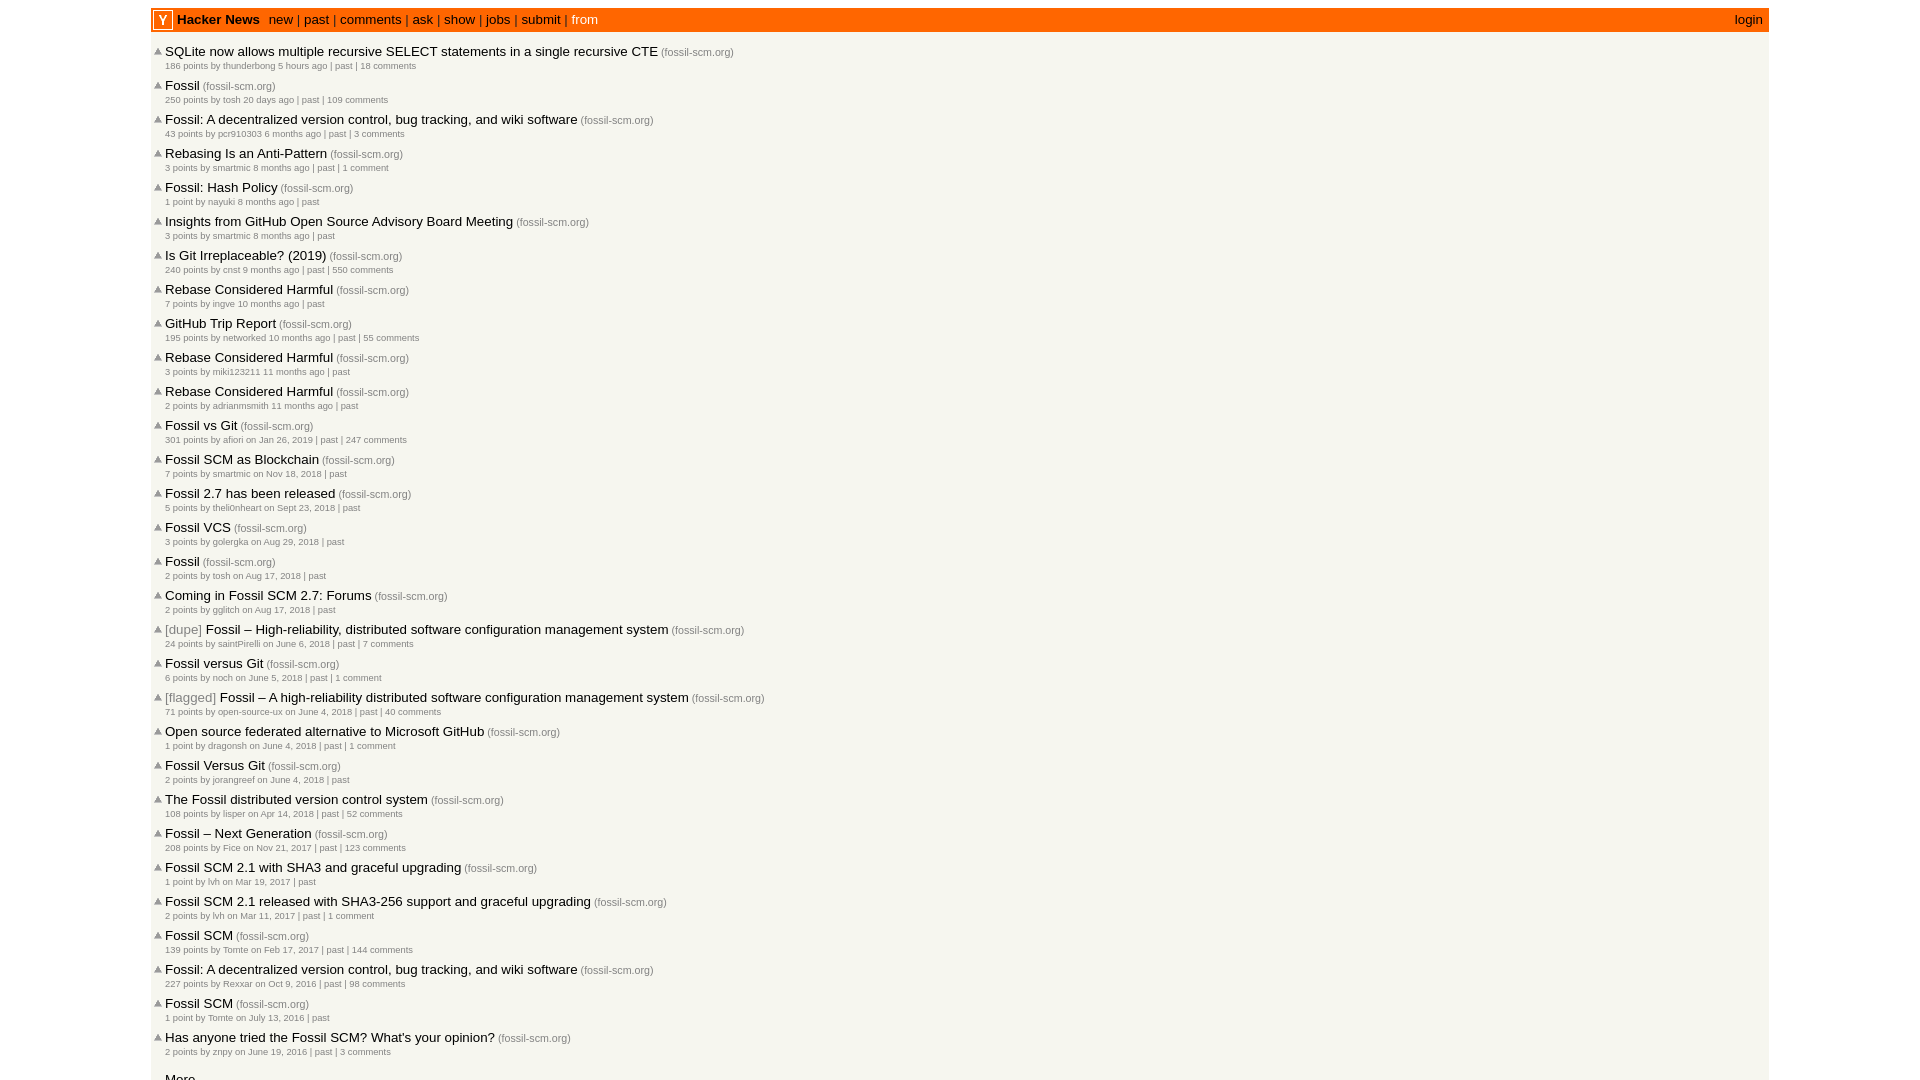 Y Hacker News new | past | comments | ask | show | jobs | submit | from login
SQLite now allows multiple recursive SELECT statements in a single recursive CTE (fossil-scm.org)
186 points by thunderbong 5 hours ago | past | 18 comments
Fossil (fossil-scm.org)
250 points by tosh 20 days ago | past | 109 comments
Fossil: A decentralized version control, bug tracking, and wiki software (fossil-scm.org)
43 points by pcr910303 6 months ago | past | 3 comments
Rebasing Is an Anti-Pattern (fossil-scm.org)
3 points by smartmic 8 months ago | past | 1 comment
Fossil: Hash Policy (fossil-scm.org)
1 point by nayuki 8 months ago | past
Insights from GitHub Open Source Advisory Board Meeting (fossil-scm.org)
3 points by smartmic 8 months ago | past
Is Git Irreplaceable? (2019) (fossil-scm.org)
240 points by cnst 9 months ago | past | 550 comments
Rebase Considered Harmful (fossil-scm.org)
7 points by ingve 10 months ago | past
GitHub Trip Report (fossil-scm.org)
195 points by networked 10 months ago | past | 55 comments
Rebase Considered Harmful (fossil-scm.org)
3 points by miki123211 11 months ago | past
Rebase Considered Harmful (fossil-scm.org)
2 points by adrianmsmith 11 months ago | past
Fossil vs Git (fossil-scm.org)
301 points by afiori on Jan 26, 2019 | past | 247 comments
Fossil SCM as Blockchain (fossil-scm.org)
7 points by smartmic on Nov 18, 2018 | past
Fossil 2.7 has been released (fossil-scm.org)
5 points by theli0nheart on Sept 23, 2018 | past
Fossil VCS (fossil-scm.org)
3 points by golergka on Aug 29, 2018 | past
Fossil (fossil-scm.org)
2 points by tosh on Aug 17, 2018 | past
Coming in Fossil SCM 2.7: Forums (fossil-scm.org)
2 points by gglitch on Aug 17, 2018 | past
[dupe] Fossil – High-reliability, distributed software configuration management system (fossil-scm.org)
24 points by saintPirelli on June 6, 2018 | past | 7 comments
Fossil versus Git (fossil-scm.org)
6 points by noch on June 5, 2018 | past | 1 comment
[flagged] Fossil – A high-reliability distributed software configuration management system (fossil-scm.org)
71 points by open-source-ux on June 4, 2018 | past | 40 comments
Open source federated alternative to Microsoft GitHub (fossil-scm.org)
1 point by dragonsh on June 4, 2018 | past | 1 comment
Fossil Versus Git (fossil-scm.org)
2 points by jorangreef on June 4, 2018 | past
The Fossil distributed version control system (fossil-scm.org)
108 points by lisper on Apr 14, 2018 | past | 52 comments
Fossil – Next Generation (fossil-scm.org)
208 points by Fice on Nov 21, 2017 | past | 123 comments
Fossil SCM 2.1 with SHA3 and graceful upgrading (fossil-scm.org)
1 point by lvh on Mar 19, 2017 | past
Fossil SCM 2.1 released with SHA3-256 support and graceful upgrading (fossil-scm.org)
2 points by lvh on Mar 11, 2017 | past | 1 comment
Fossil SCM (fossil-scm.org)
139 points by Tomte on Feb 17, 2017 | past | 144 comments
Fossil: A decentralized version control, bug tracking, and wiki software (fossil-scm.org)
227 points by Rexxar on Oct 9, 2016 | past | 98 comments
Fossil SCM (fossil-scm.org)
1 point by Tomte on July 13, 2016 | past
Has anyone tried the Fossil SCM? What's your opinion? (fossil-scm.org)
2 points by znpy on June 19, 2016 | past | 3 comments
More